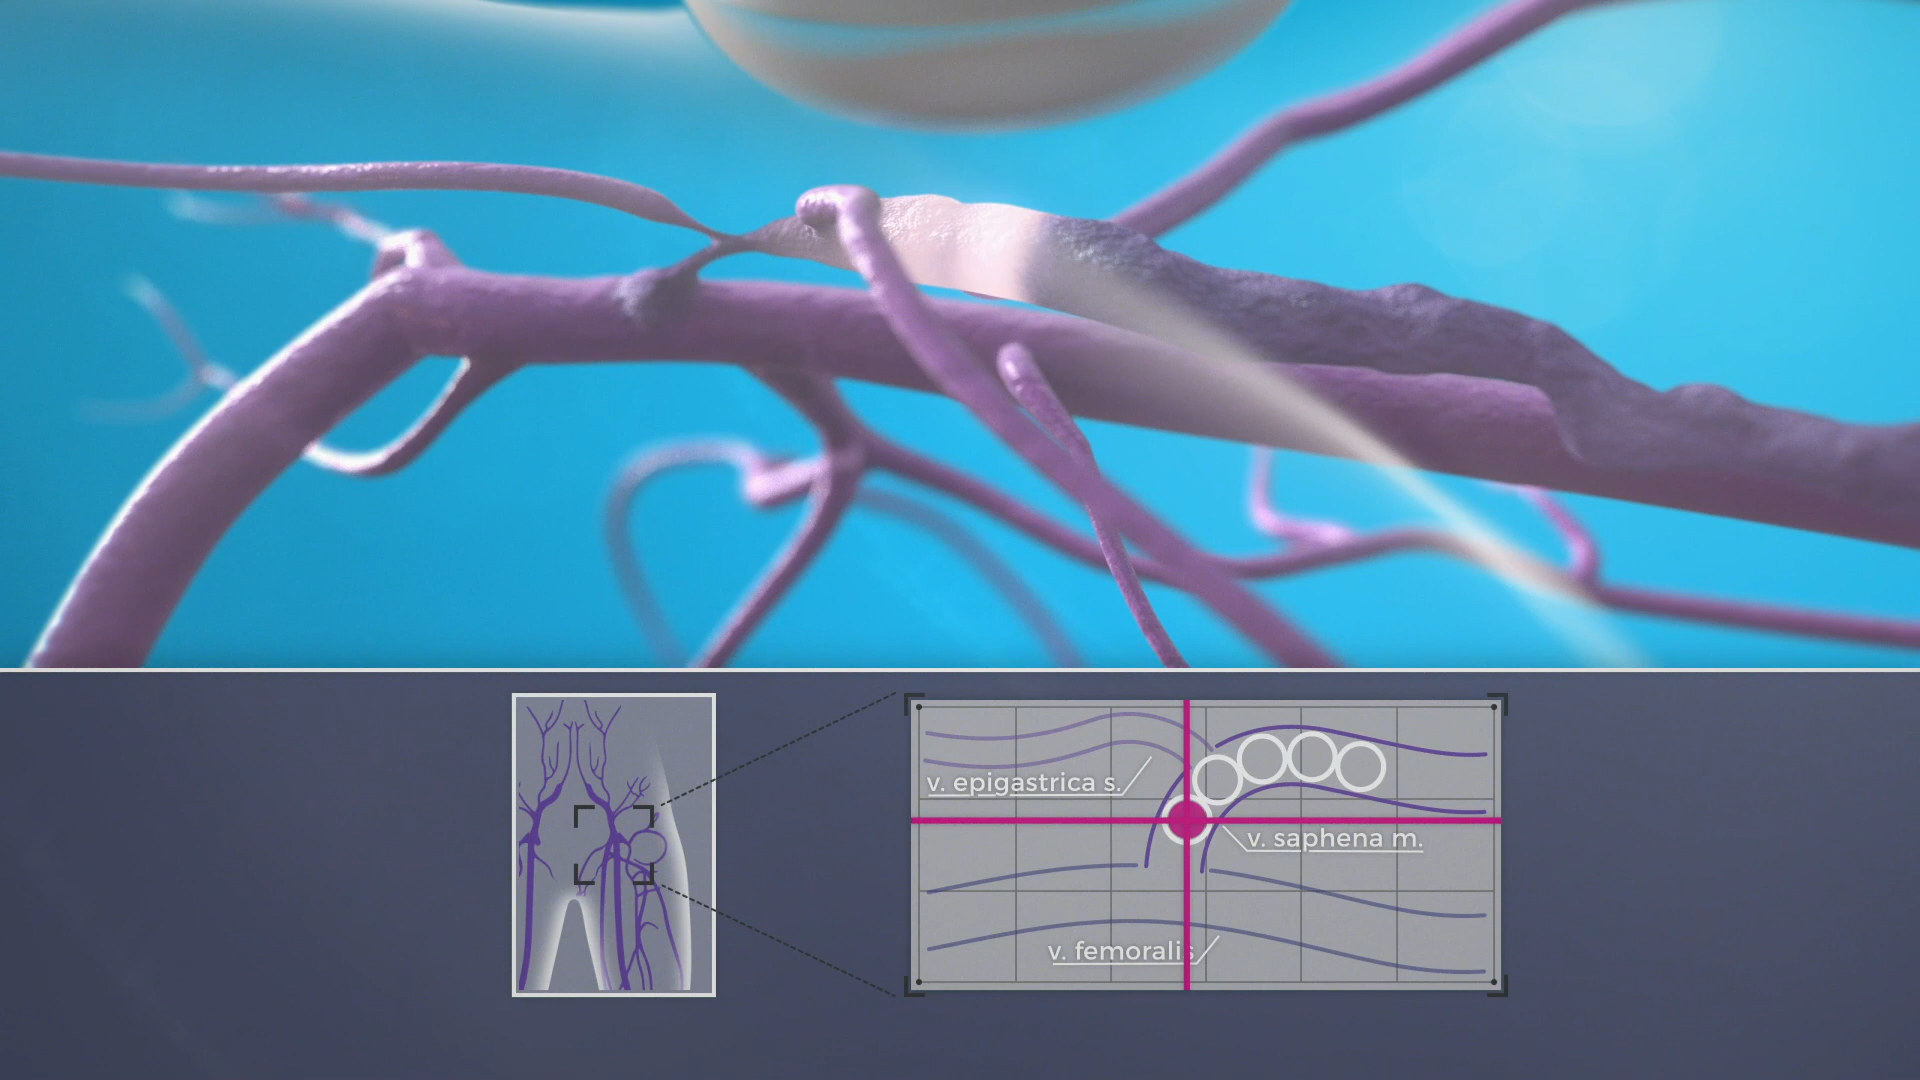 v. epigastrica s.
v. saphena m.
v. femoralis